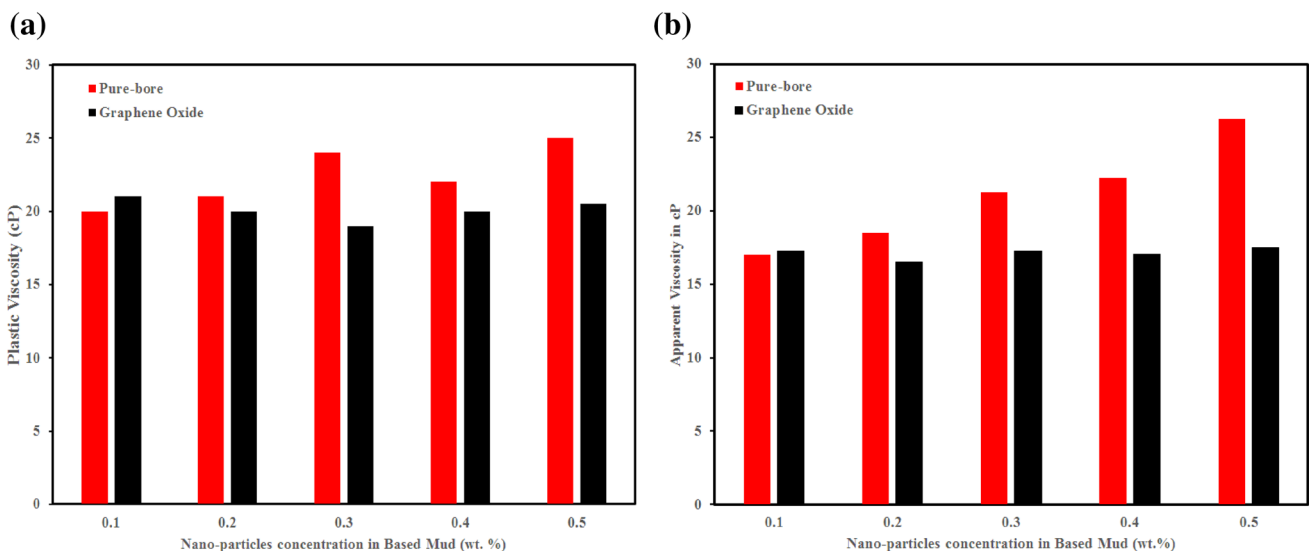 (a)
30
25
20
15
10
5
0
Plastic Viscosity (cP)
Pure-bore
Graphene Oxide
0.1 0.2 0.3 0.4 0.5
Nano-particles concentration in Based Mud (wt. %)
(b)
30
25
20
15
10
5
0
Apparent Viscosity in cP
Pure-bore
Graphene Oxide
0.1 0.2 0.3 0.4 0.5
Nano-particles concentration in Based Mud (wt. %)